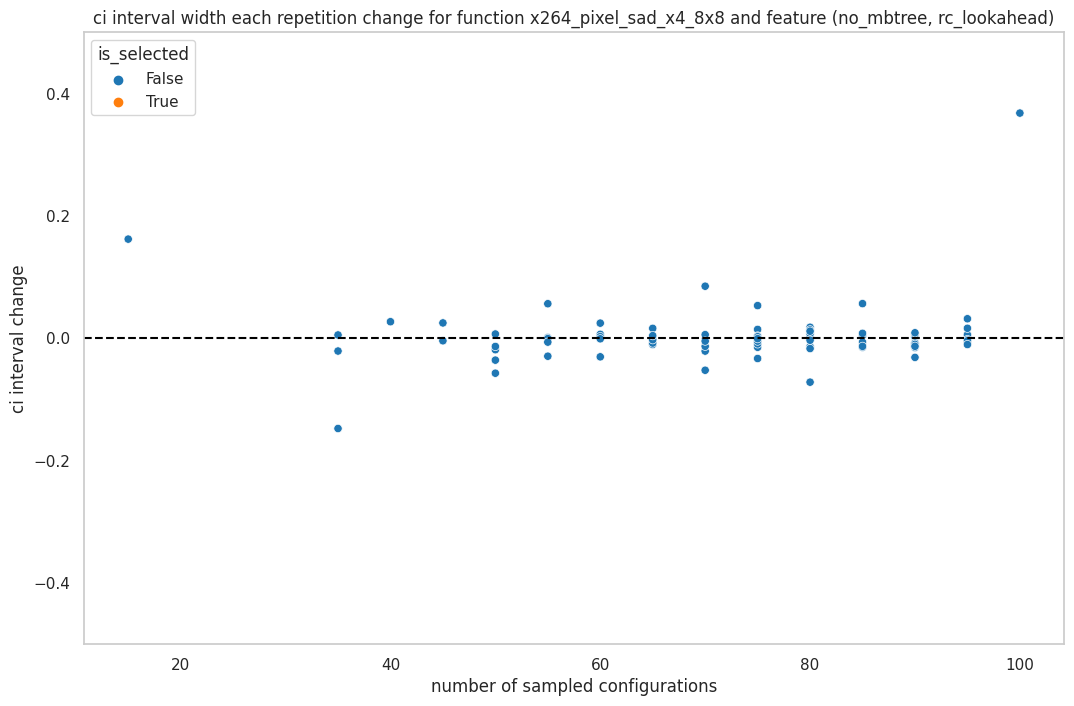 ci interval width each repetition change for function x264_pixel_sad_x4_8x8 and feature (no_mbtree, rc_lookahead)
is_selected
False
True
ci interval change
0.4
0.2
0.0
−0.2
−0.4
20 40 60 80 100
number of sampled configurations